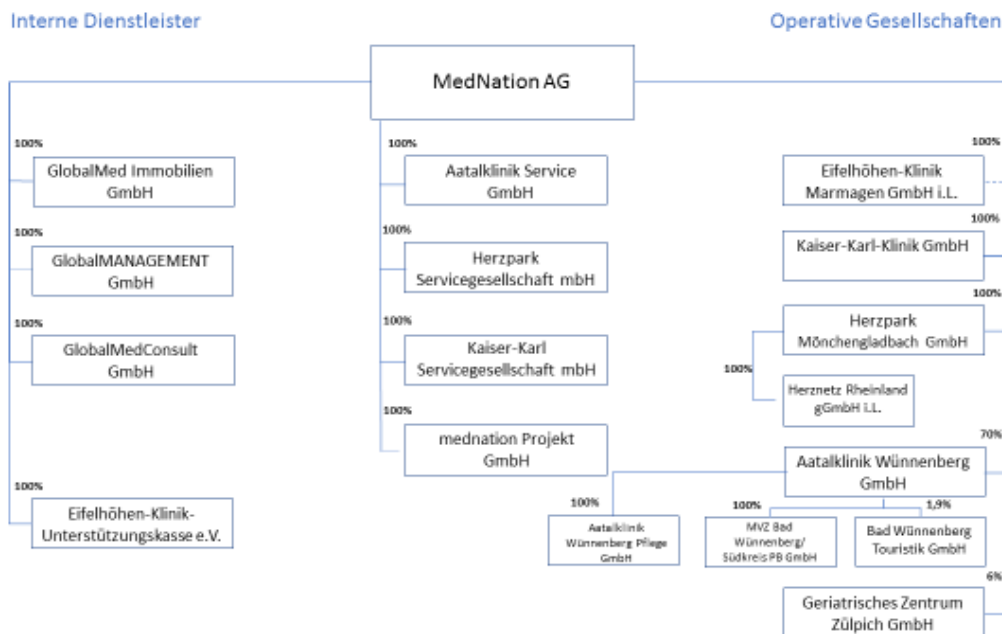 Interne Dienstleister
Operative Gesellschaften
MedNation AG
100%
GlobalMed Immobilien
GmbH
100%
GlobalMANAGEMENT
GmbH
100%
GlobalMedConsult
GmbH
100%
Eifelhöhen-Klinik-
Unterstützungskasse e.V.
100%
Aatalklinik Service
GmbH
100%
Herzpark
Servicegesellschaft mbH
100%
Kaiser-Karl
Servicegesellschaft mbH
100%
mednation Projekt
GmbH
100%
Eifelhöhen-Klinik
Marmagen GmbH i.L.
100%
Kaiser-Karl-Klinik GmbH
100%
Herzpark
Mönchengladbach GmbH
100%
Herznetz Rheinland
gGmbH i.L.
70%
Aatalklinik Wünnenberg
GmbH
100%
Aatalklinik
Wünnenberg Pflege
GmbH
100%
MVZ Bad
Wünnenberg/
Südkreis PB GmbH
1,9%
Bad Wünnenberg
Touristik GmbH
6%
Geriatrisches Zentrum
Zülpich GmbH